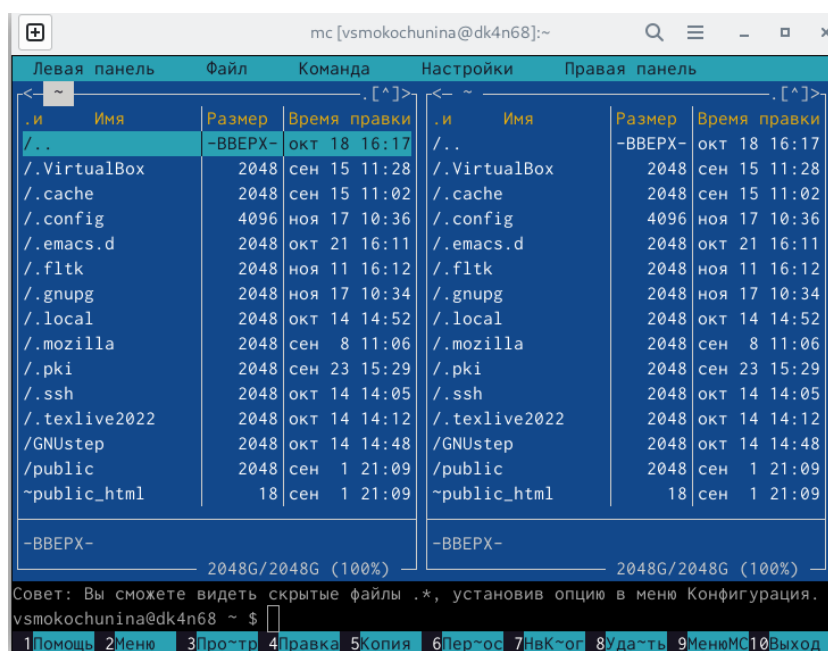 mc [vsmokochunina@dk4n68]:~
Левая панель Файл Команда Настройки Правая панель
<— ~ .[^]> <— ~ .[^]>
.и Имя Размер Время правки .и Имя Размер Время правки
/.. -ВВЕРХ- окт 18 16:17 /.. -ВВЕРХ- окт 18 16:17
/.VirtualBox 2048 сен 15 11:28 /.VirtualBox 2048 сен 15 11:28
/.cache 2048 сен 15 11:02 /.cache 2048 сен 15 11:02
/.config 4096 ноя 17 10:36 /.config 4096 ноя 17 10:36
/.emacs.d 2048 окт 21 16:11 /.emacs.d 2048 окт 21 16:11
/.fltk 2048 ноя 11 16:12 /.fltk 2048 ноя 11 16:12
/.gnupg 2048 ноя 17 10:34 /.gnupg 2048 ноя 17 10:34
/.local 2048 окт 14 14:52 /.local 2048 окт 14 14:52
/.mozilla 2048 сен 8 11:06 /.mozilla 2048 сен 8 11:06
/.pki 2048 сен 23 15:29 /.pki 2048 сен 23 15:29
/.ssh 2048 окт 14 14:05 /.ssh 2048 окт 14 14:05
/.texlive2022 2048 окт 14 14:12 /.texlive2022 2048 окт 14 14:12
/GNUstep 2048 окт 14 14:48 /GNUstep 2048 окт 14 14:48
/public 2048 сен 1 21:09 /public 2048 сен 1 21:09
~public_html 18 сен 1 21:09 ~public_html 18 сен 1 21:09
-ВВЕРХ- -ВВЕРХ-
2048G/2048G (100%) 2048G/2048G (100%)
Совет: Вы сможете видеть скрытые файлы .*, установив опцию в меню Конфигурация.
vsmokochunina@dk4n68 ~ $
1Помощь 2Меню 3Про~тр 4Правка 5Копия 6Пер~ос 7НвК~ог 8Уда~ть 9МенюMC 10Выход